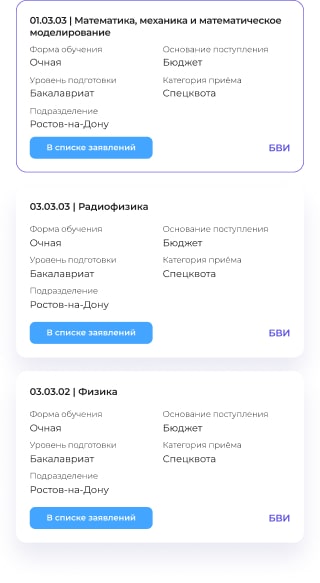 01.03.03 | Математика, механика и математическое
моделирование
Форма обучения Основание поступления
Очная Бюджет
Уровень подготовки Категория приёма
Бакалавриат Спецквота
Подразделение
Ростов-на-Дону
В списке заявлений БВИ
03.03.03 | Радиофизика
Форма обучения Основание поступления
Очная Бюджет
Уровень подготовки Категория приёма
Бакалавриат Спецквота
Подразделение
Ростов-на-Дону
В списке заявлений БВИ
03.03.02 | Физика
Форма обучения Основание поступления
Очная Бюджет
Уровень подготовки Категория приёма
Бакалавриат Спецквота
Подразделение
Ростов-на-Дону
В списке заявлений БВИ